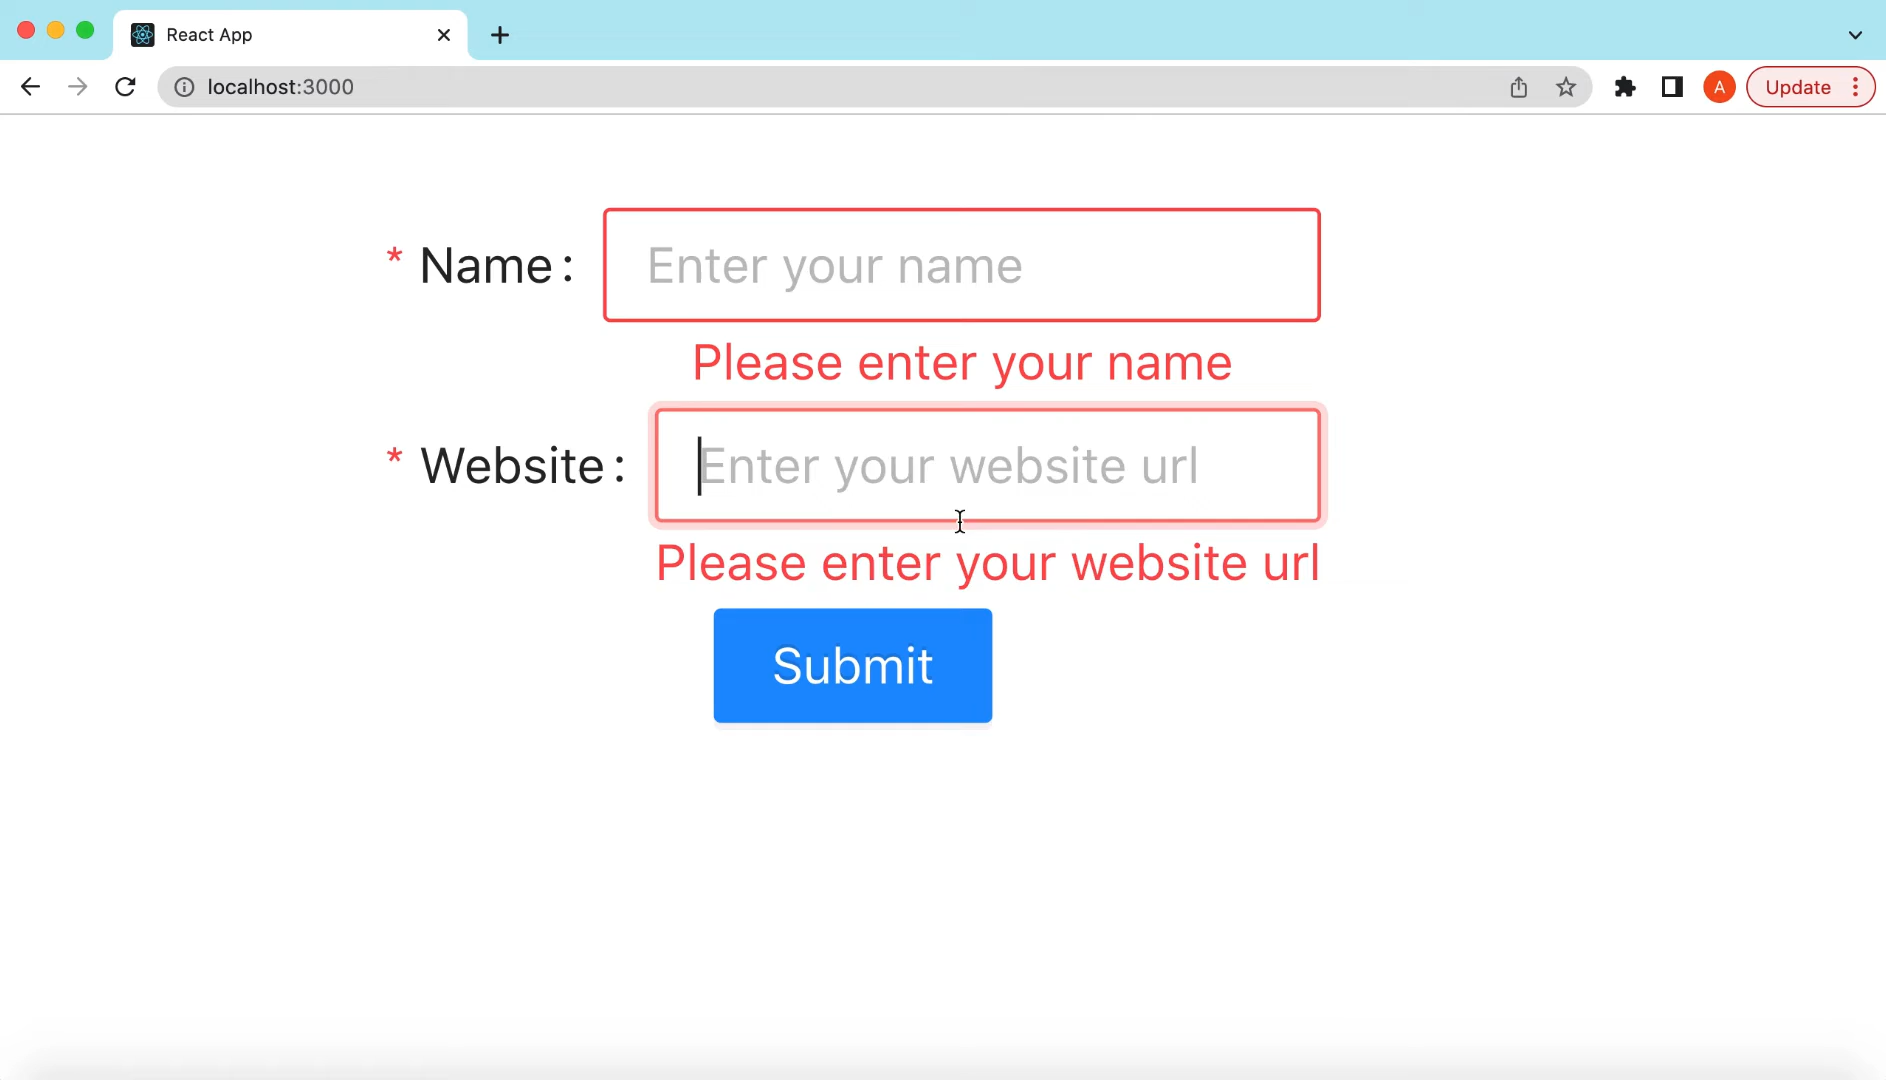 React App
localhost:3000
A
Update
* Name :
Enter your name
Please enter your name
* Website :
Enter your website url
Please enter your website url
Submit